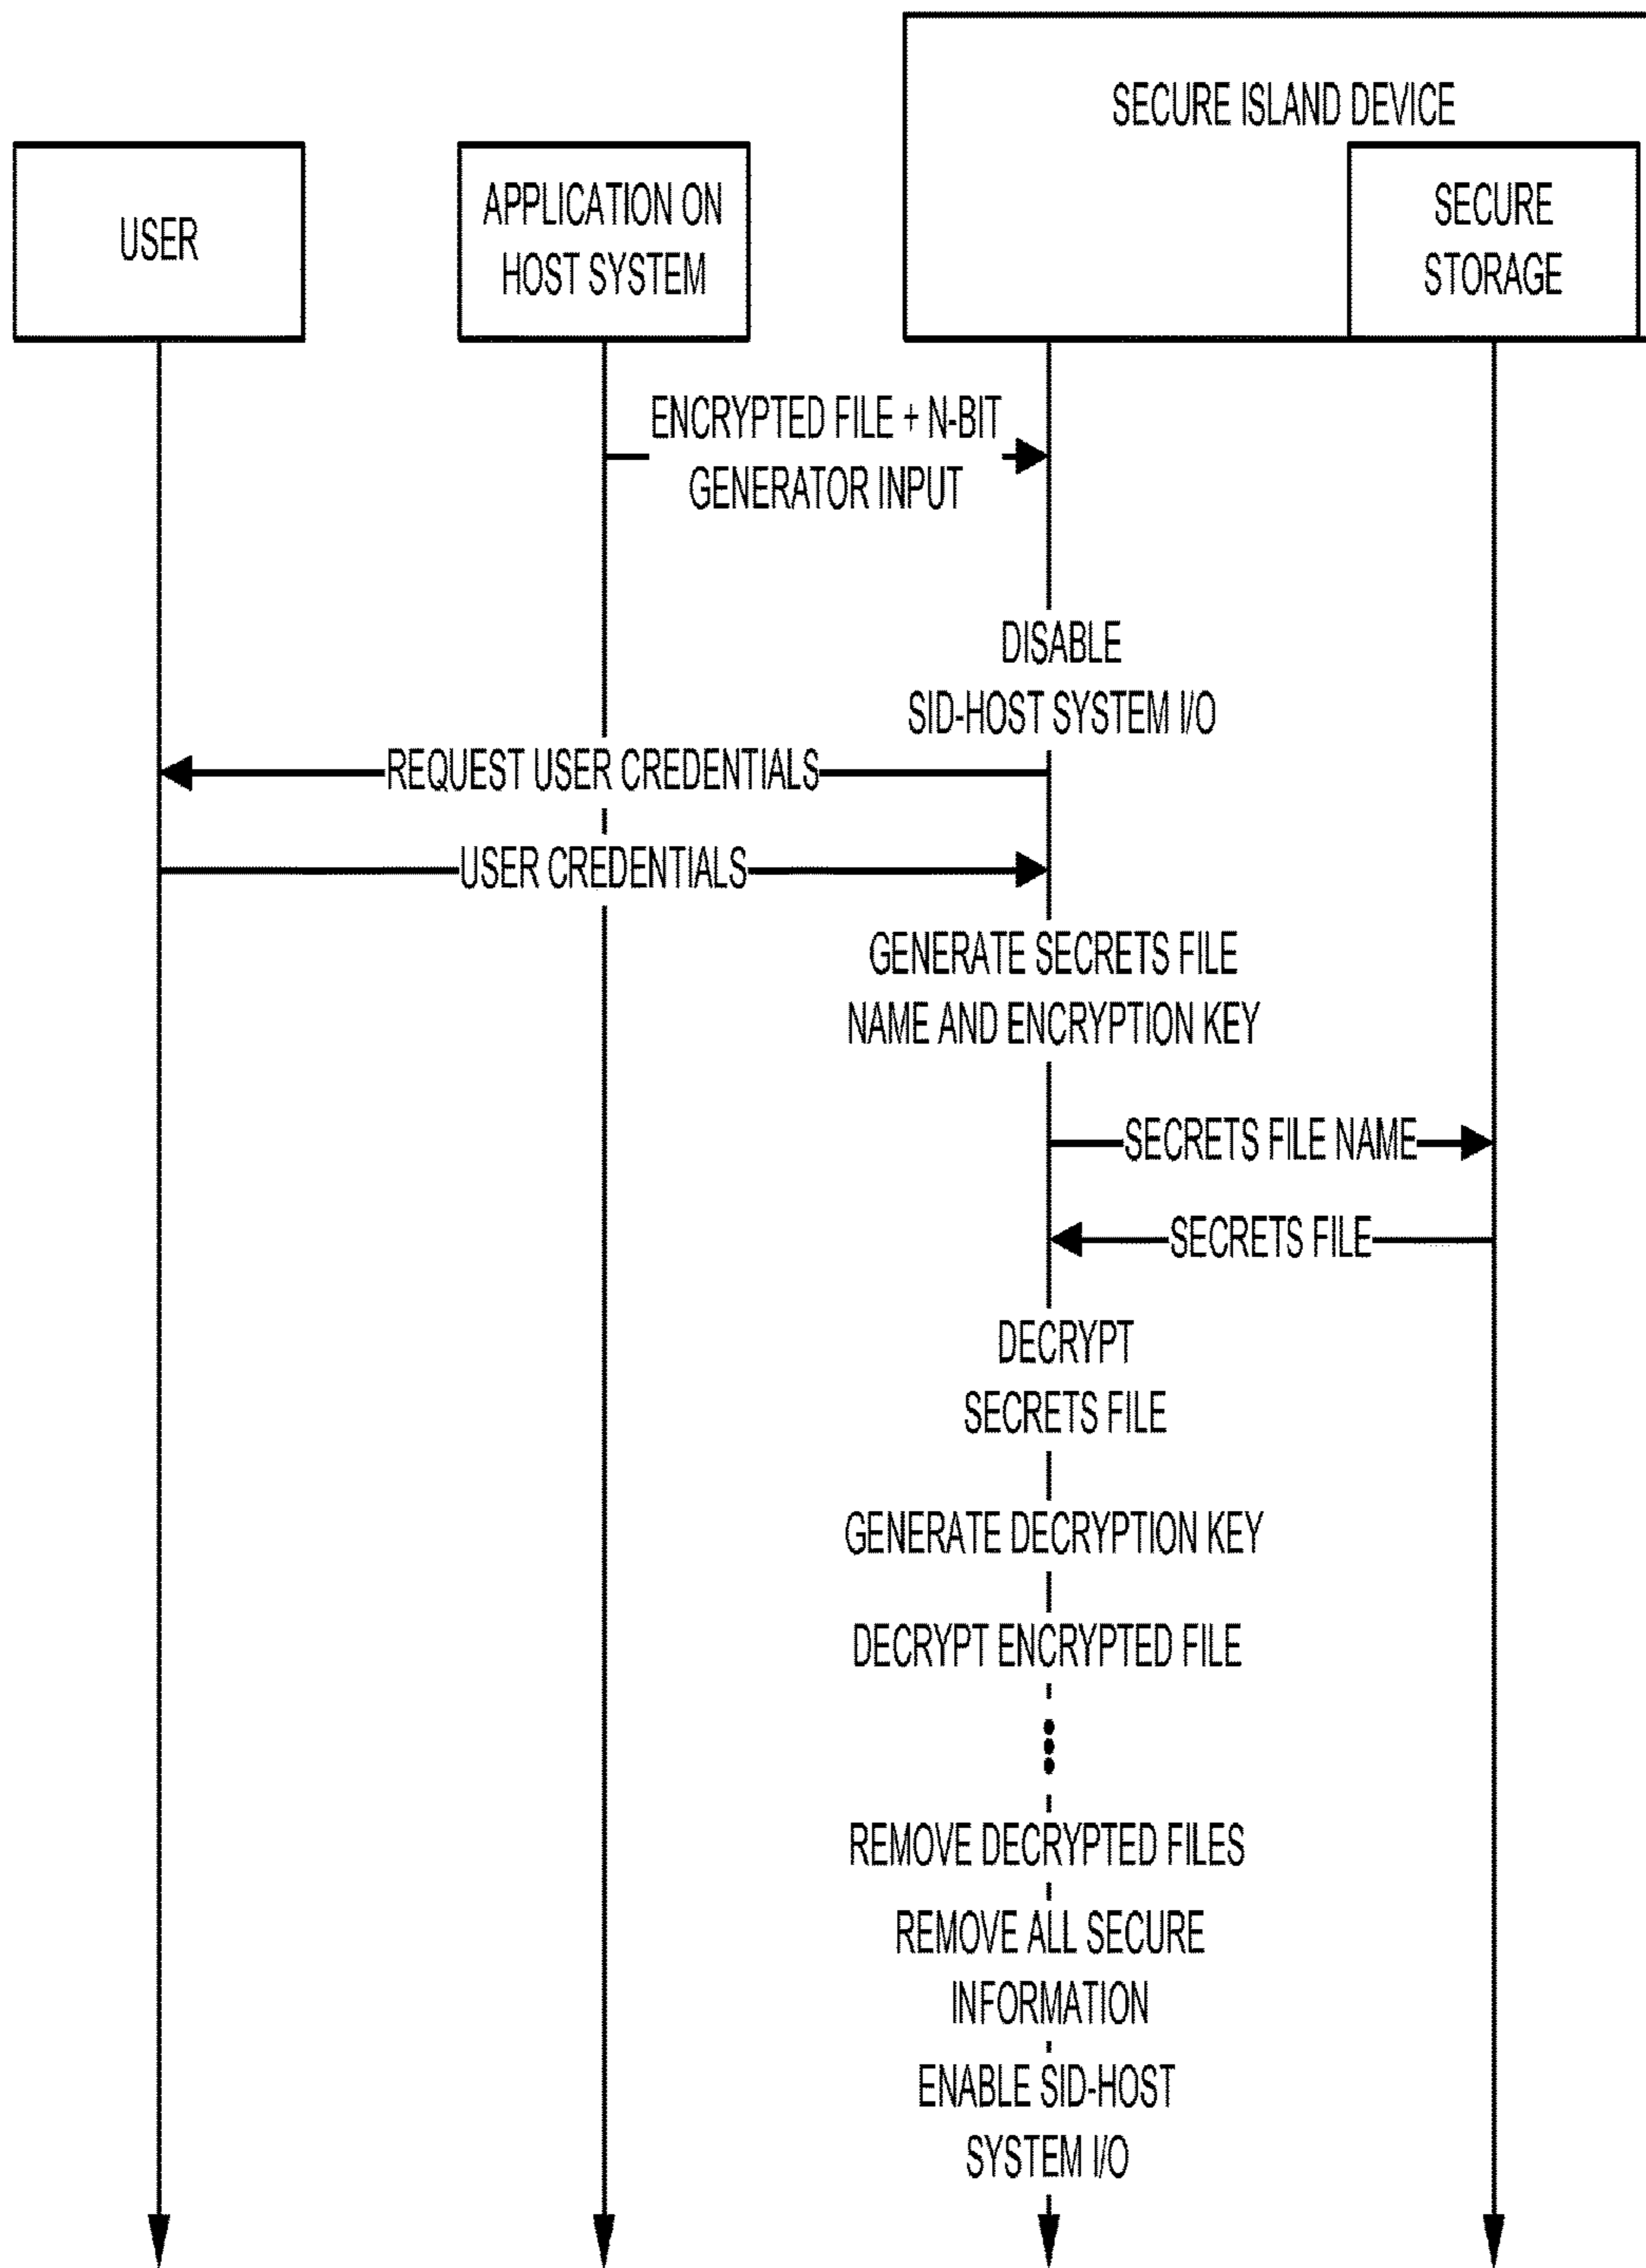 SECURE ISLAND DEVICE
USER
APPLICATION ON
HOST SYSTEM
SECURE
STORAGE
ENCRYPTED FILE + N-BIT
GENERATOR INPUT
DISABLE
SID-HOST SYSTEM I/O
REQUEST USER CREDENTIALS
USER CREDENTIALS
GENERATE SECRETS FILE
NAME AND ENCRYPTION KEY
SECRETS FILE NAME
SECRETS FILE
DECRYPT
SECRETS FILE
GENERATE DECRYPTION KEY
DECRYPT ENCRYPTED FILE
REMOVE DECRYPTED FILES
REMOVE ALL SECURE
INFORMATION
ENABLE SID-HOST
SYSTEM I/O